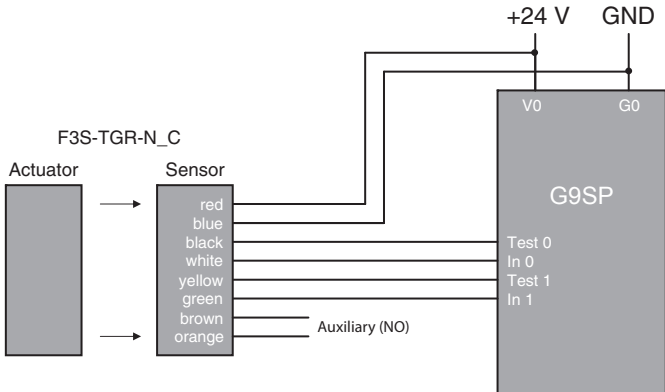 +24 V GND
V0 G0
F3S-TGR-N_C
Actuator Sensor
G9SP
red
blue
black
white
yellow
green
brown
orange
Test 0
In 0
Test 1
In 1
Auxiliary (NO)